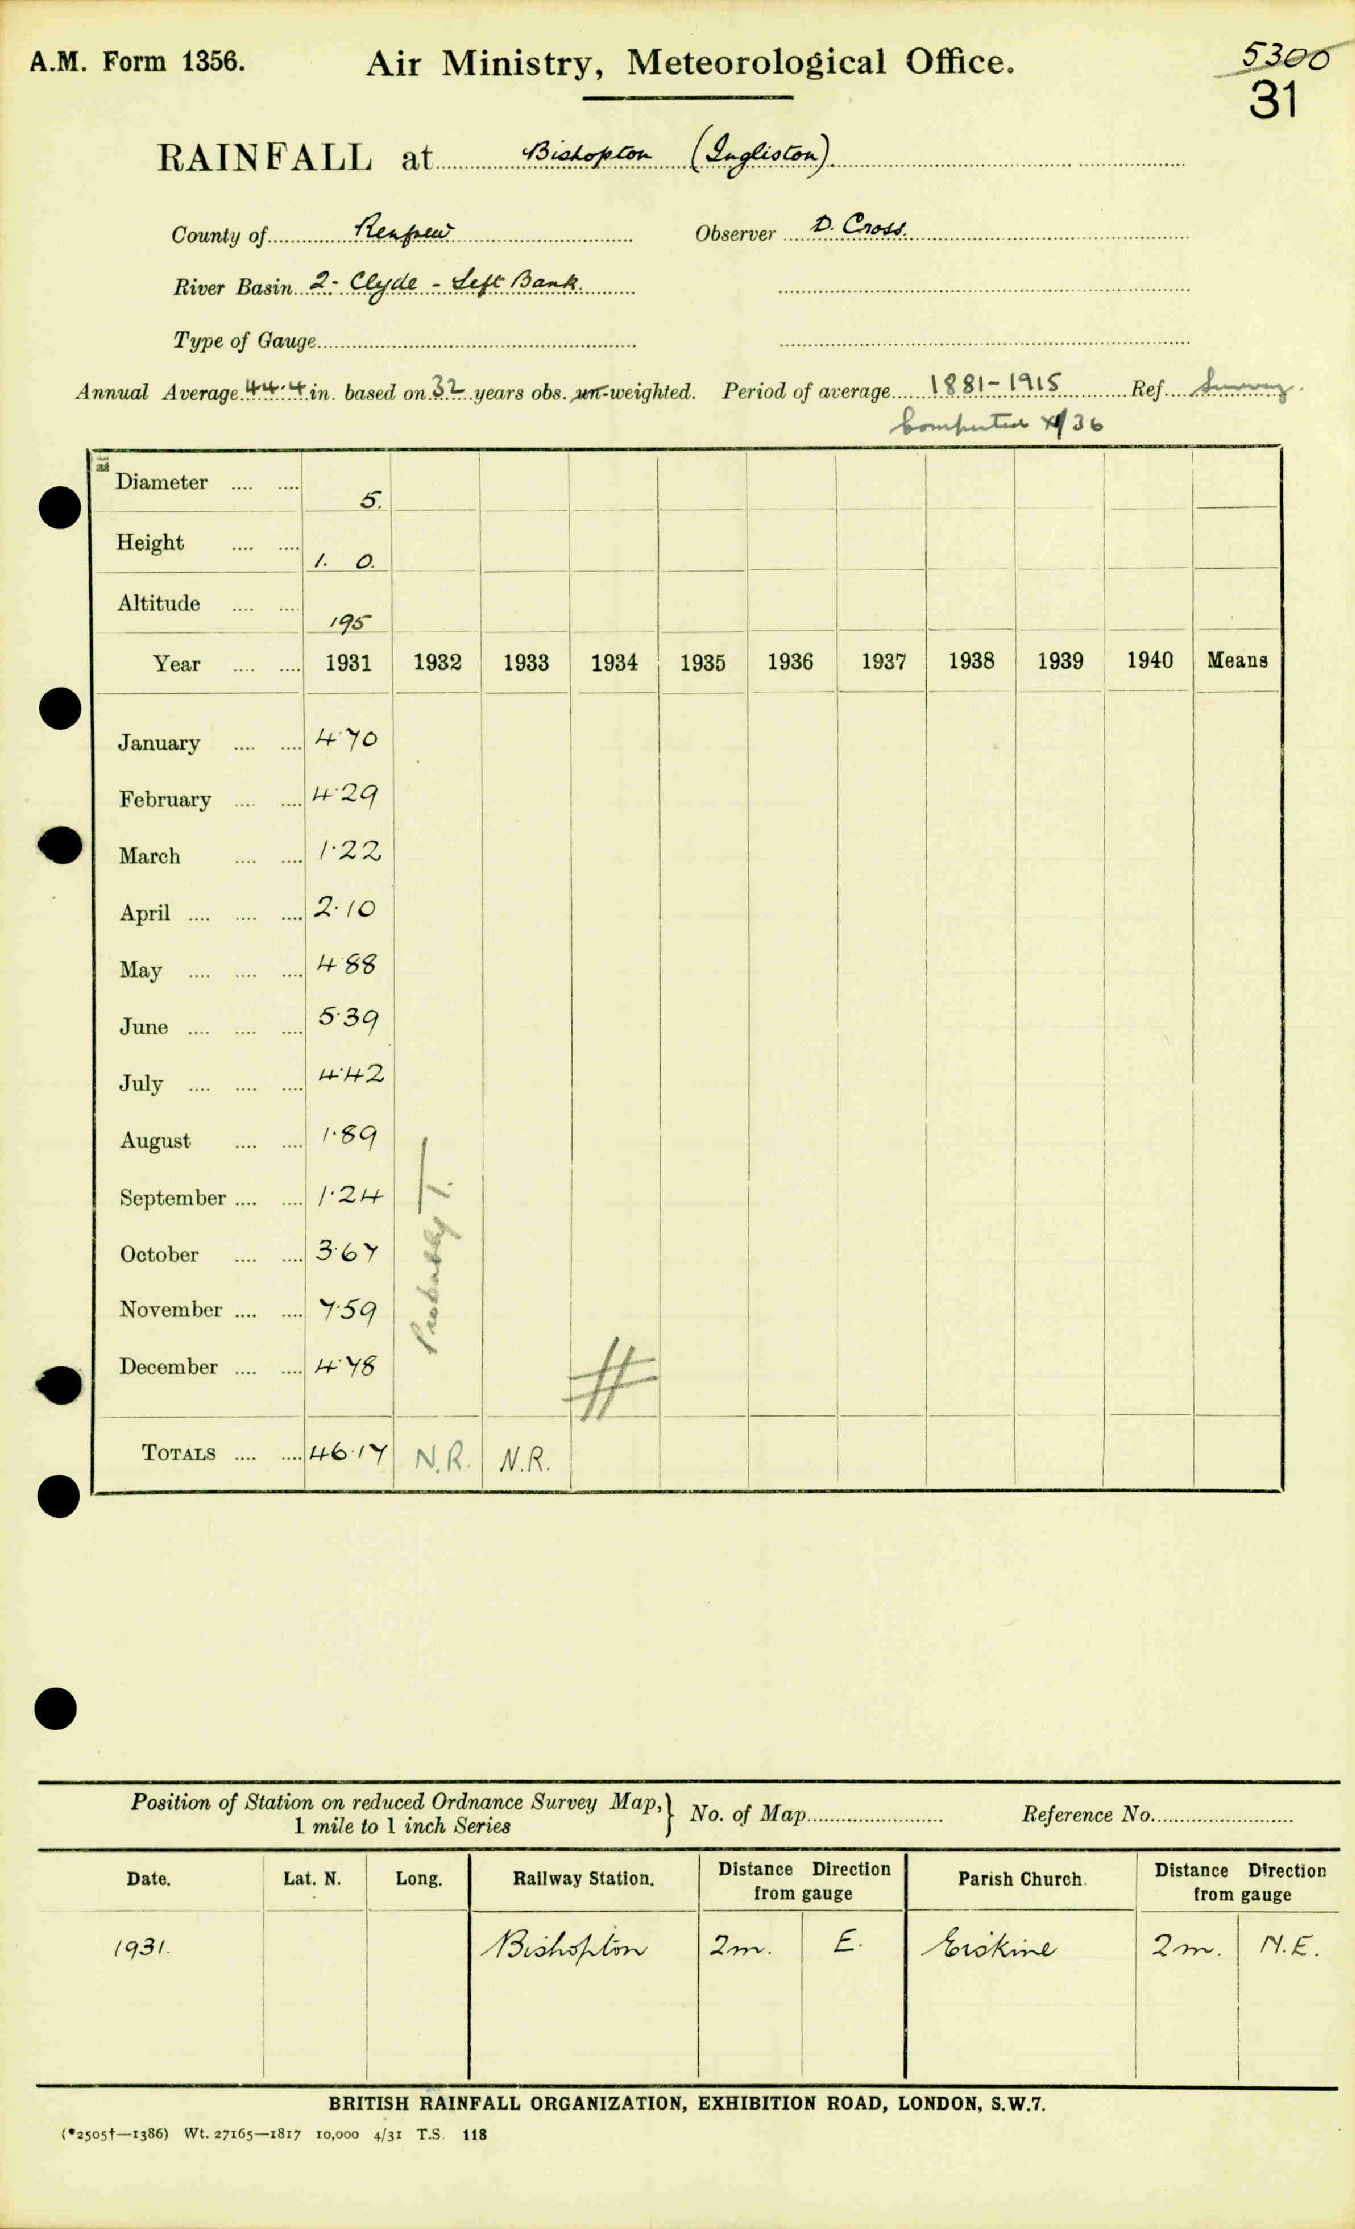 A.M. Form 1356. Air Ministry, Meteorological Office. 5300
31
RAINFALL at Bishopton (Ingliston)
County of Renfrew Observer D. Cross.
River Basin 2- Clyde - Left Bank.
Type of Gauge
Annual Average 44.4 in. based on 32 years obs. un-weighted. Period of average 1881-1915 Ref.
Computed /36
Diameter 5.
Height 1. 0.
Altitude 195
Year 1931 1932 1933 1934 1935 1936 1937 1938 1939 1940 Means
January 4.70
February 4.29
March 1.22
April 2.10
May 4.88
June 5.39
July 4.42
August 1.89
September 1.24
October 3.67
November 7.59
December 4.78
Probably T.
TOTALS 46.17 N.R. N.R.
Position of Station on reduced Ordnance Survey Map, } No. of Map Reference No.
1 mile to 1 inch Series
Date. Lat. N. Long. Railway Station. Distance Direction from gauge Parish Church. Distance Direction from gauge
1931. Bishopton 2m. E. Erskine 2m. N.E.
BRITISH RAINFALL ORGANIZATION, EXHIBITION ROAD, LONDON, S.W.7.
(*2505†—1386) Wt. 27165—1817 10,000 4/31 T.S. 118